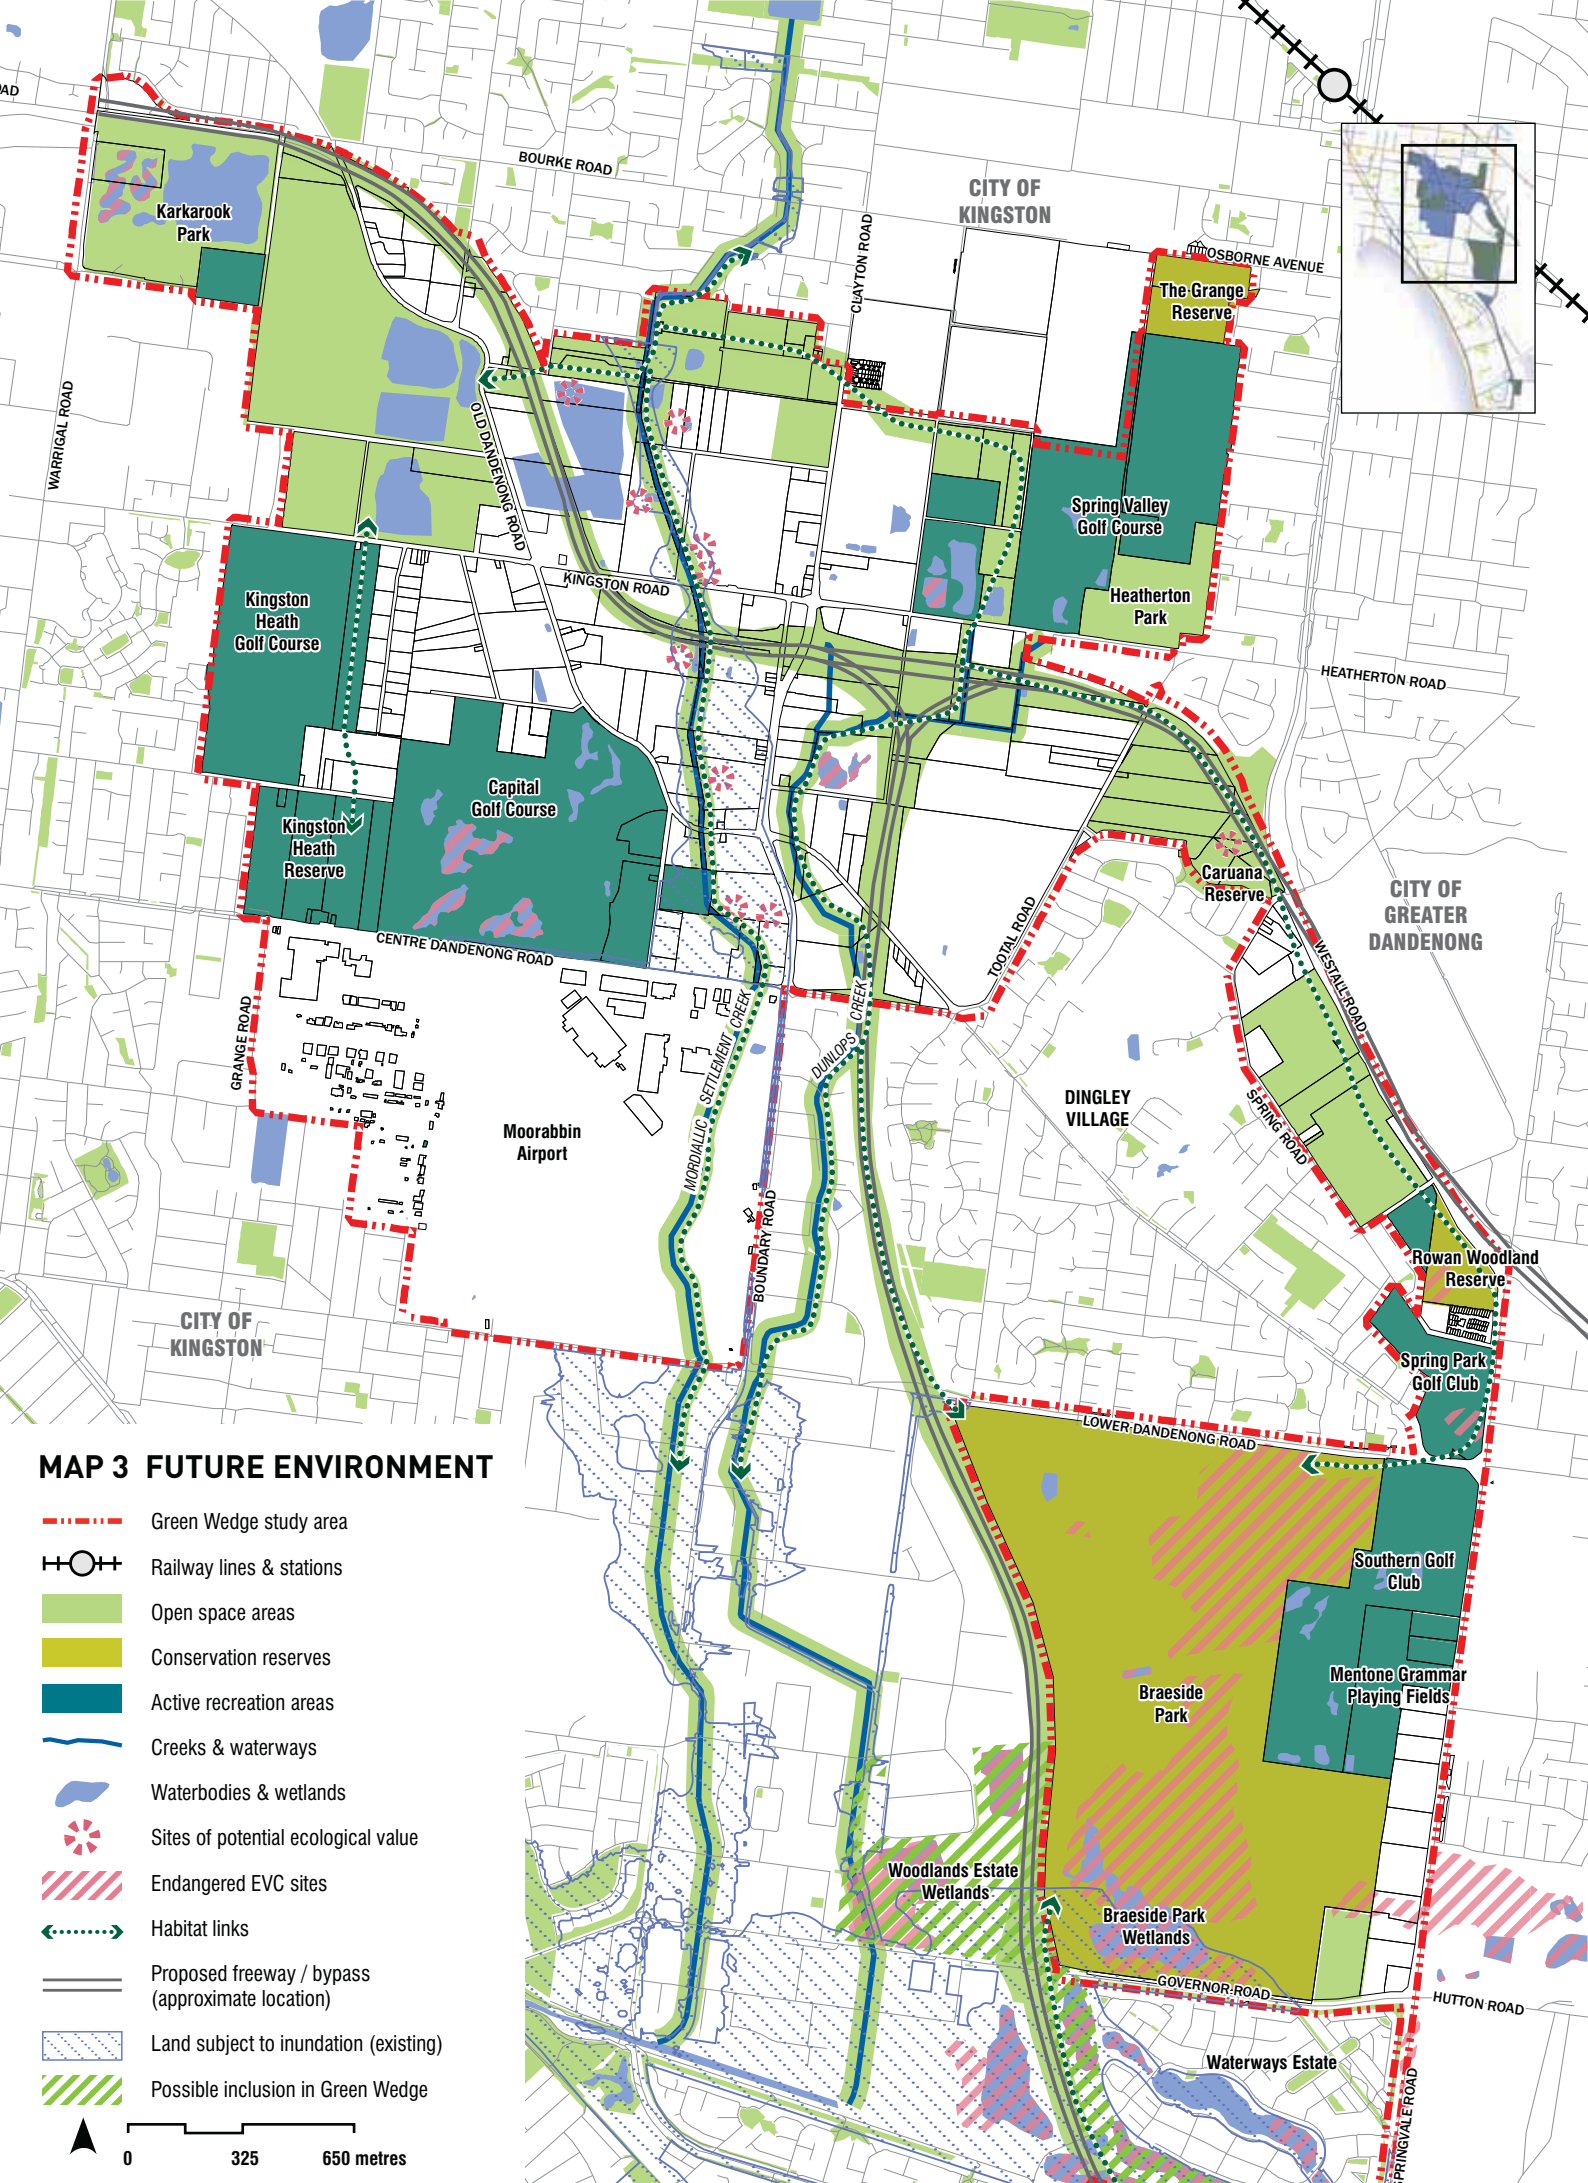 BOURKE ROAD
CITY OF
KINGSTON
OSBORNE AVENUE
CLAYTON ROAD
Karkarook
Park
The Grange
Reserve
WARRIGAL ROAD
OLD DANDENONG ROAD
Spring Valley
Golf Course
KINGSTON ROAD
Kingston
Heath
Golf Course
Heatherton
Park
HEATHERTON ROAD
Capital
Golf Course
Kingston
Heath
Reserve
Caruana
Reserve
CITY OF
GREATER
DANDENONG
CENTRE DANDENONG ROAD
TOOTAL ROAD
WESTALL ROAD
GRANGE ROAD
MORDIALLIC SETTLEMENT CREEK
DUNLOPS CREEK
DINGLEY
VILLAGE
SPRING ROAD
Moorabbin
Airport
BOUNDARY ROAD
Rowan Woodland
Reserve
CITY OF
KINGSTON
Spring Park
Golf Club
LOWER DANDENONG ROAD
MAP 3 FUTURE ENVIRONMENT
Green Wedge study area
Railway lines & stations
Open space areas
Conservation reserves
Active recreation areas
Creeks & waterways
Waterbodies & wetlands
Sites of potential ecological value
Endangered EVC sites
Habitat links
Proposed freeway / bypass
(approximate location)
Land subject to inundation (existing)
Possible inclusion in Green Wedge
0 325 650 metres
Southern Golf
Club
Mentone Grammar
Playing Fields
Braeside
Park
Woodlands Estate
Wetlands
Braeside Park
Wetlands
GOVERNOR ROAD
HUTTON ROAD
Waterways Estate